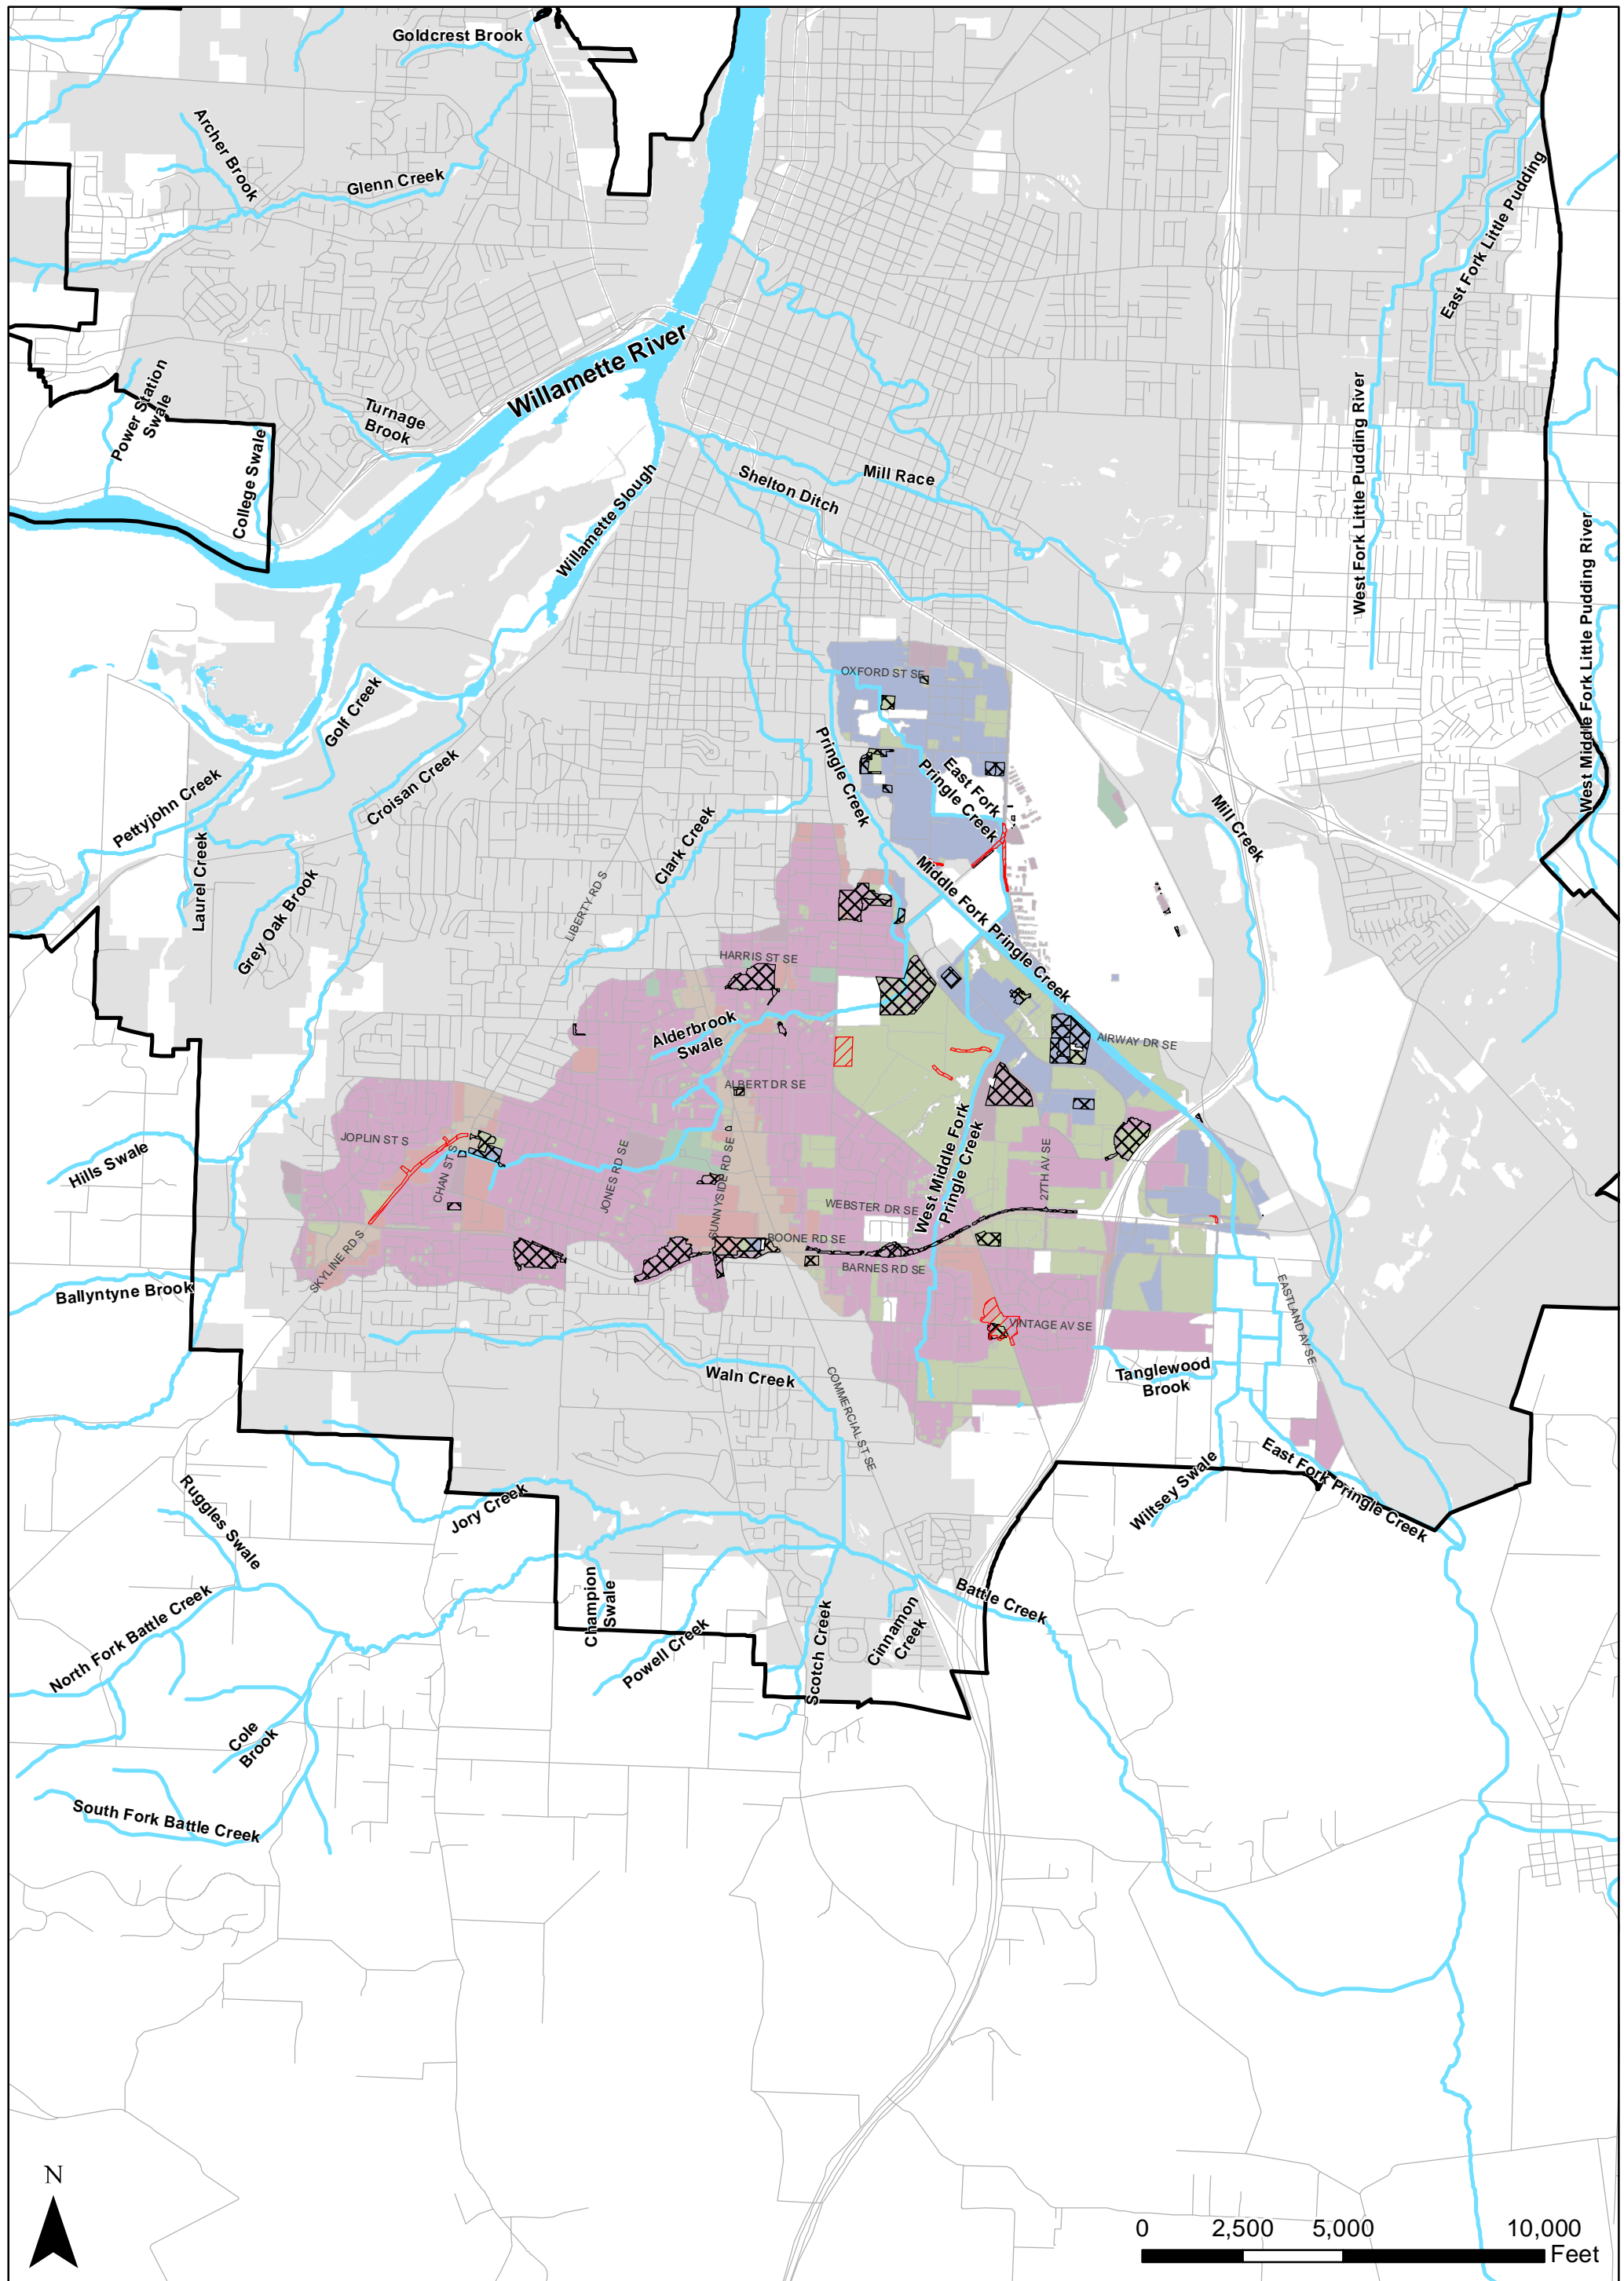 Goldcrest Brook
Archer Brook
Glenn Creek
East Fork Little Pudding
Willamette River
Power Station
Swale
Turnage
Brook
College Swale
West Fork Little Pudding River
Mill Race
Shelton Ditch
Willamette Slough
West Middle Fork Little Pudding River
OXFORD ST SE
Golf Creek
Pringle Creek
East Fork
Pringle Creek
Croisan Creek
Pettyjohn Creek
Mill Creek
Clark Creek
Laurel Creek
Grey Oak Brook
LIBERTY RD S
Middle Fork Pringle Creek
HARRIS ST SE
Alderbrook
Swale
AIRWAY DR SE
ALBERT DR SE
JOPLIN ST S
Hills Swale
CHAN ST S
JONES RD SE
SUNNYSIDE RD SE
West Middle Fork
Pringle Creek
27TH AV SE
WEBSTER DR SE
SKYLINE RD S
BOONE RD SE
BARNES RD SE
Ballyntyne Brook
EASTLAND AV SE
VINTAGE AV SE
Waln Creek
COMMERCIAL ST SE
Tanglewood
Brook
Ruggles Swale
Jory Creek
Wiltsey Swale
East Fork Pringle Creek
North Fork Battle Creek
Champion
Swale
Powell Creek
Scotch Creek
Cinnamon
Creek
Battle Creek
Cole
Brook
South Fork Battle Creek
N
0 2,500 5,000 10,000
Feet